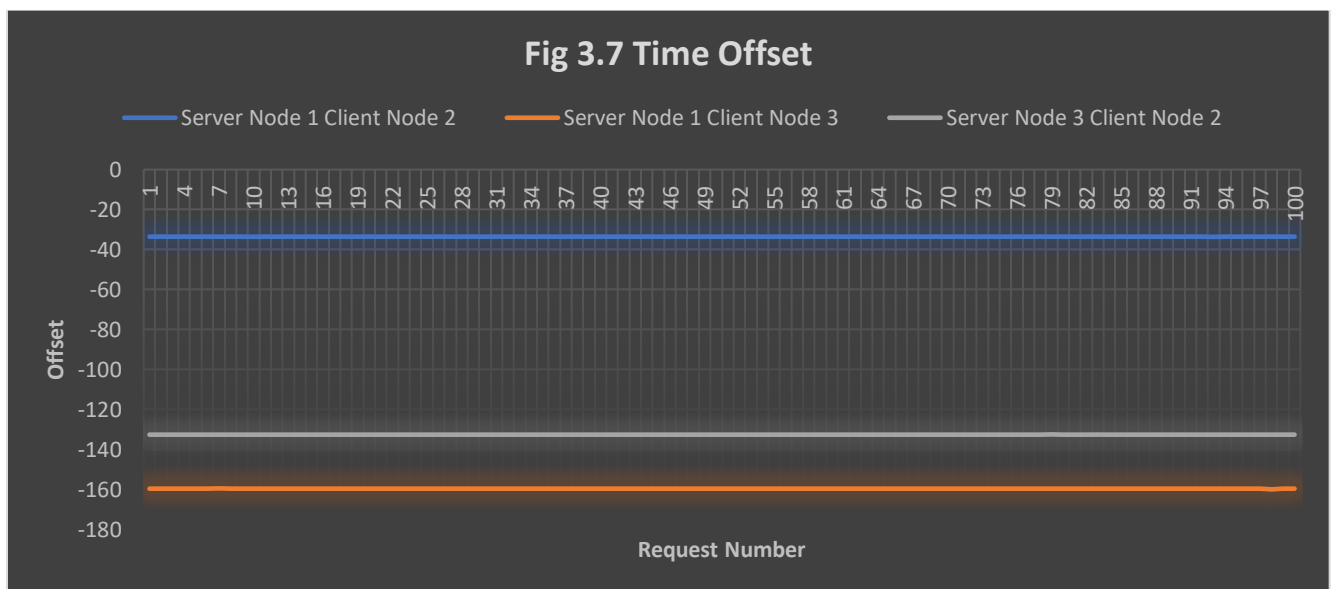 Fig 3.7 Time Offset
Server Node 1 Client Node 2 Server Node 1 Client Node 3 Server Node 3 Client Node 2
0
-20
-40
-60
-80
-100
-120
-140
-160
-180
Offset
1 4 7 10 13 16 19 22 25 28 31 34 37 40 43 46 49 52 55 58 61 64 67 70 73 76 79 82 85 88 91 94 97 100
Request Number